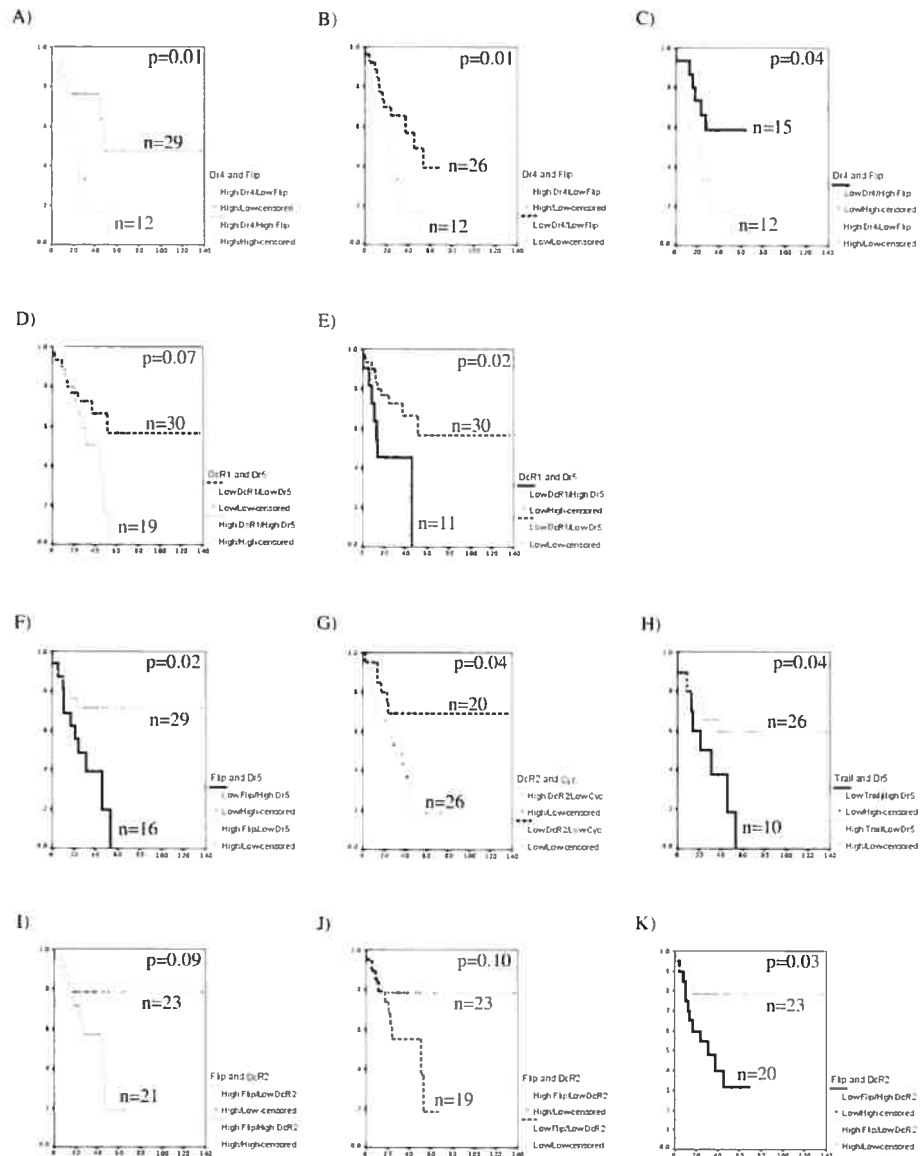 A)
p=0.01
n=29
n=12
Dr4 and Flip
High Dr4/Low Flip
High/Low-censored
High Dr4/High Flip
High/High-censored
B)
p=0.01
n=26
n=12
Dr4 and Flip
High Dr4/Low Flip
High/Low-censored
Low Dr4/Low Flip
Low/Low-censored
C)
p=0.04
n=15
n=12
Dr4 and Flip
Low Dr4/High Flip
Low/High-censored
High Dr4/Low Flip
High/Low-censored
D)
p=0.07
n=30
n=19
DcR1 and Dr5
Low DcR1/Low Dr5
Low/Low-censored
High DcR1/High Dr5
High/High-censored
E)
p=0.02
n=30
n=11
DcR1 and Dr5
Low DcR1/High Dr5
Low/High-censored
Low DcR1/Low Dr5
Low/Low-censored
F)
p=0.02
n=29
n=16
Flip and Dr5
Low Flip/High Dr5
Low/High-censored
High Flip/Low Dr5
High/Low-censored
G)
p=0.04
n=20
n=26
DcR2 and Cyc
High DcR2/Low Cyc
High/Low-censored
Low DcR2/Low Cyc
Low/Low-censored
H)
p=0.04
n=26
n=10
Trail and Dr5
Low Trail/High Dr5
Low/High-censored
High Trail/Low Dr5
High/Low-censored
I)
p=0.09
n=23
n=21
Flip and DcR2
High Flip/Low DcR2
High/Low-censored
High Flip/High DcR2
High/High-censored
J)
p=0.10
n=23
n=19
Flip and DcR2
High Flip/Low DcR2
High/Low-censored
Low Flip/Low DcR2
Low/Low-censored
K)
p=0.03
n=23
n=20
Flip and DcR2
Low Flip/High DcR2
Low/High-censored
High Flip/Low DcR2
High/Low-censored